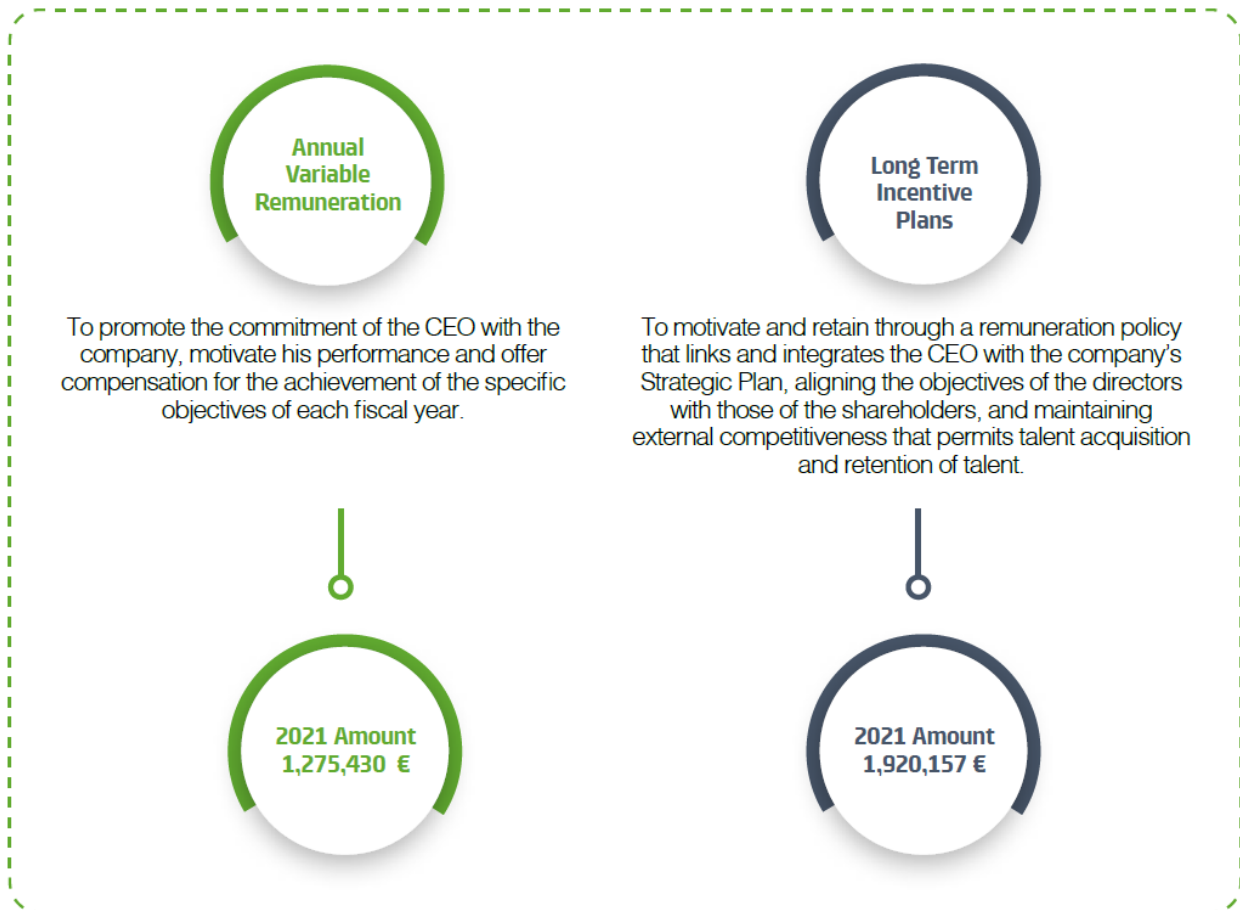 Annual
Variable
Remuneration
To promote the commitment of the CEO with the
company, motivate his performance and offer
compensation for the achievement of the specific
objectives of each fiscal year.
2021 Amount
1,275,430 €
Long Term
Incentive
Plans
To motivate and retain through a remuneration policy
that links and integrates the CEO with the company's
Strategic Plan, aligning the objectives of the directors
with those of the shareholders, and maintaining
external competitiveness that permits talent acquisition
and retention of talent.
2021 Amount
1,920,157 €